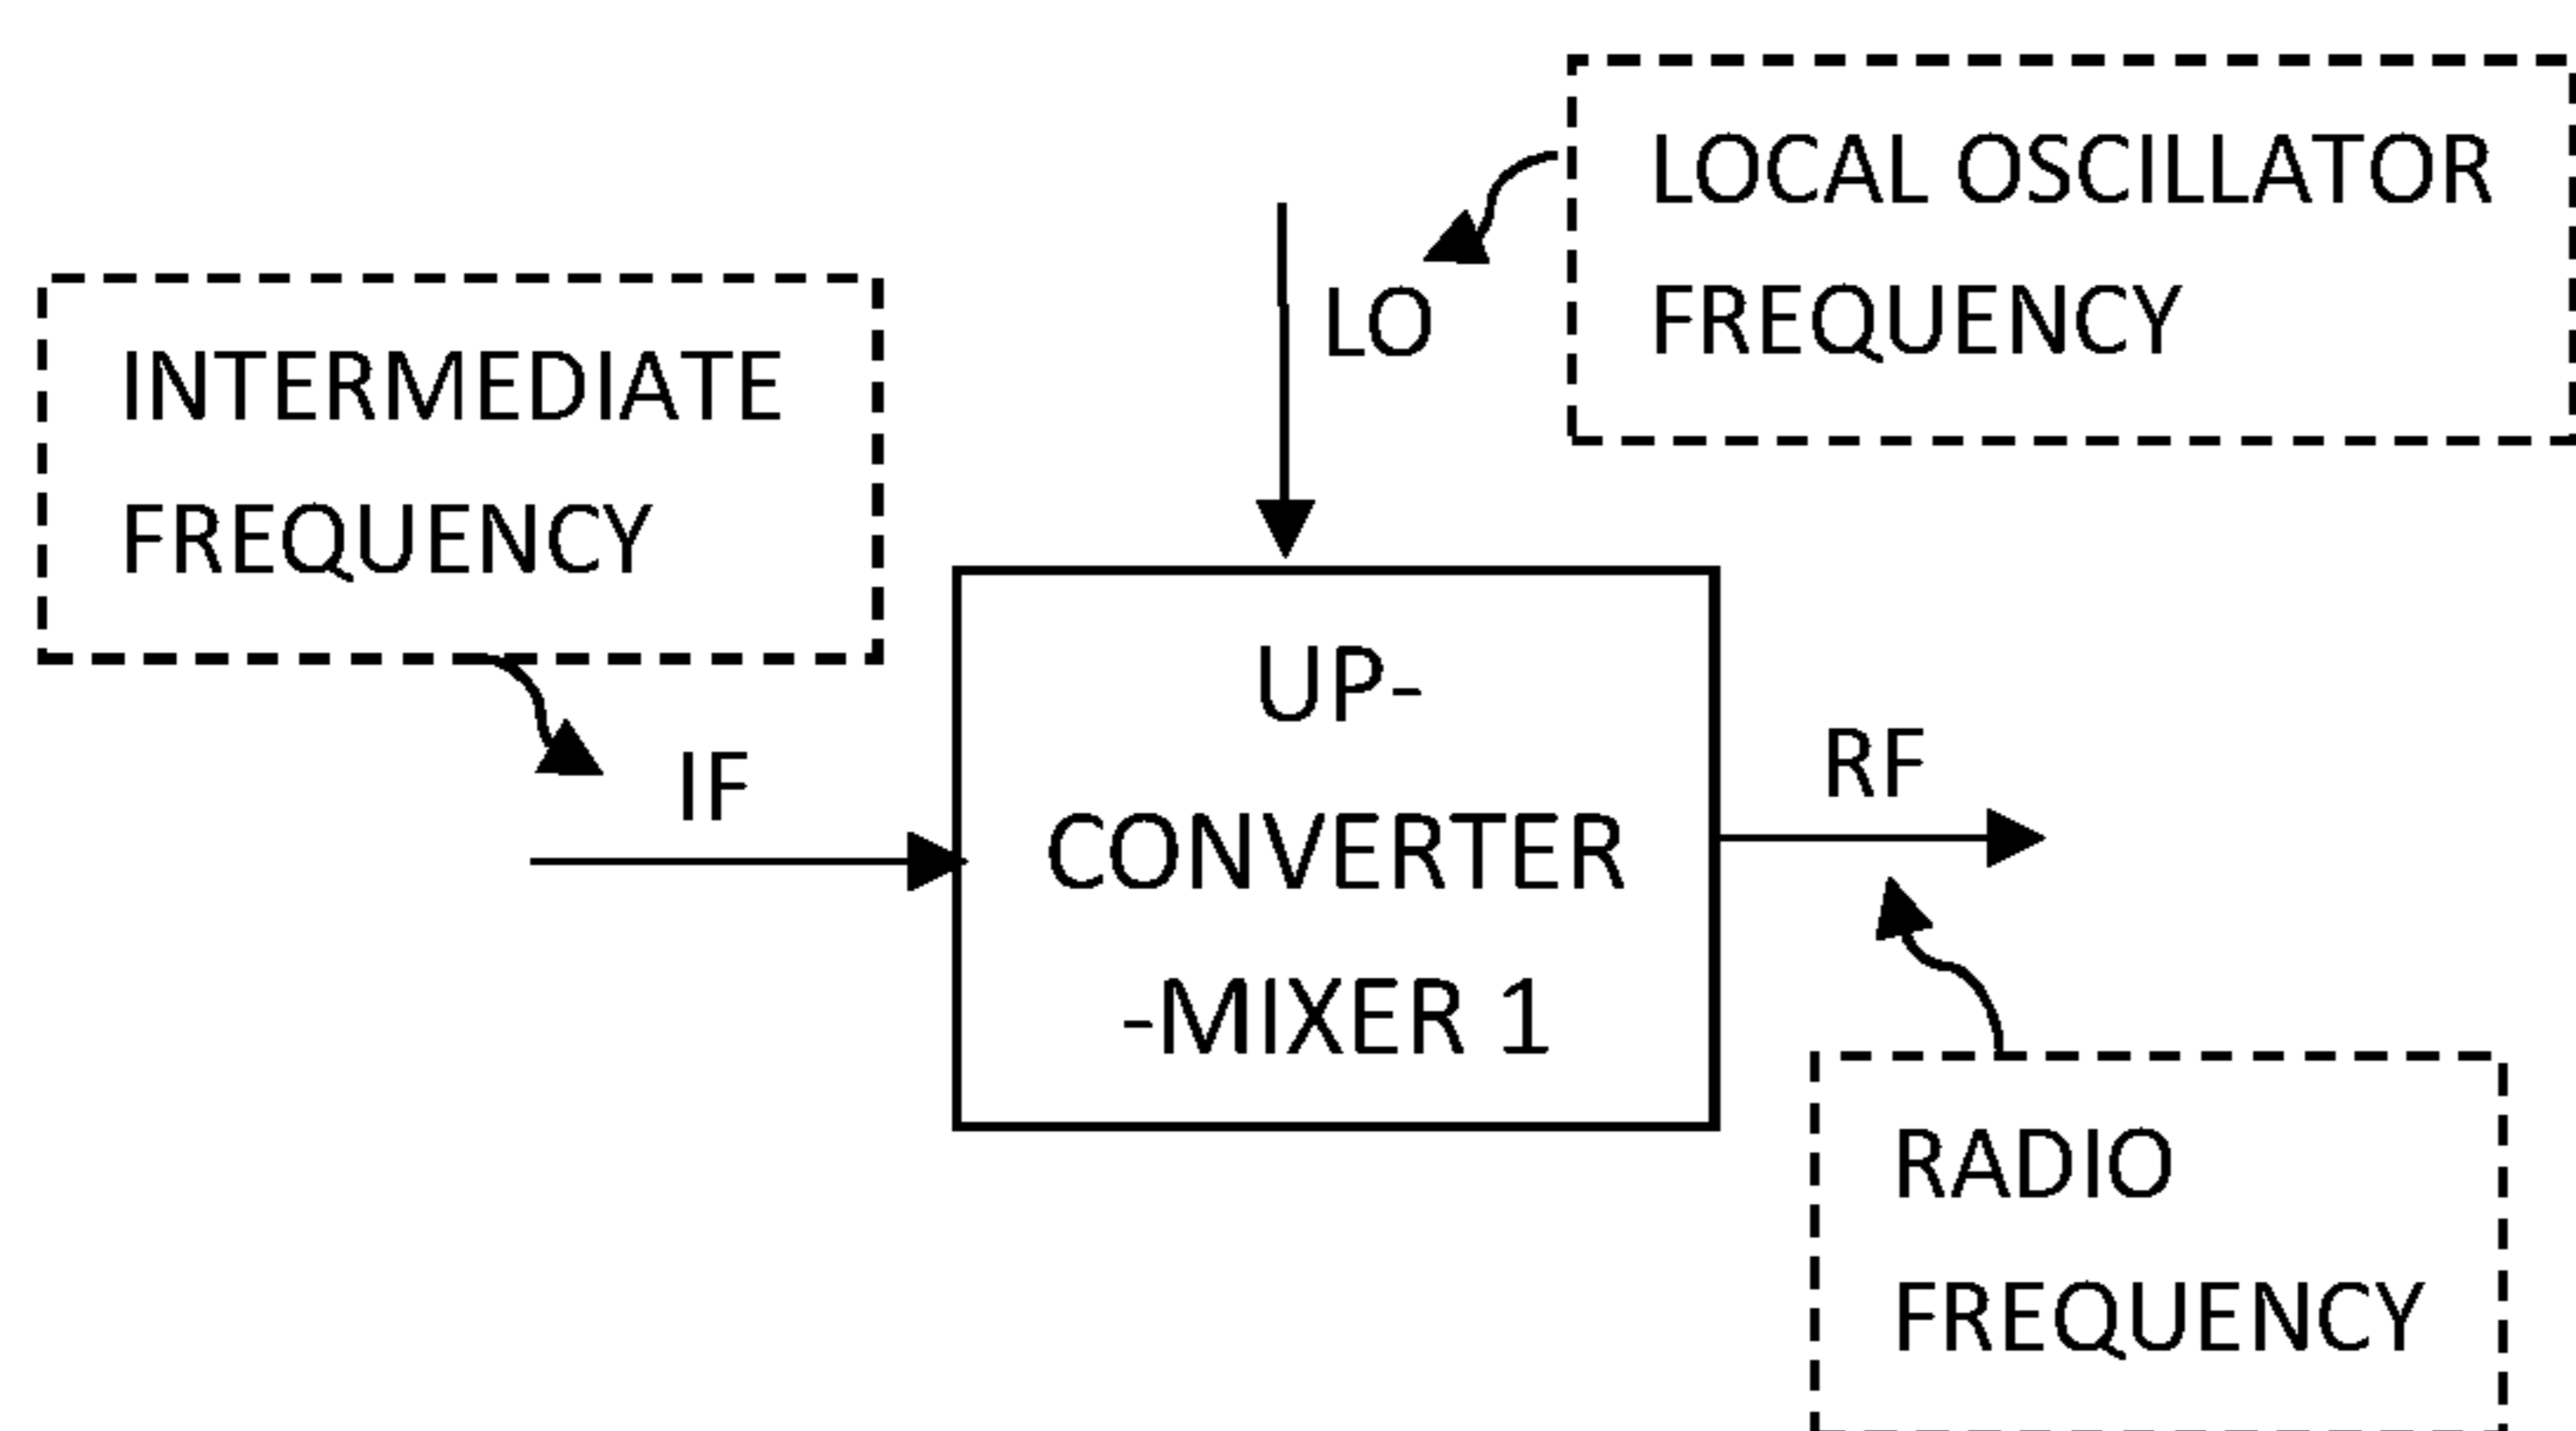 LOCAL OSCILLATOR
FREQUENCY
LO
INTERMEDIATE
FREQUENCY
IF
UP-
CONVERTER
-MIXER 1
RF
RADIO
FREQUENCY